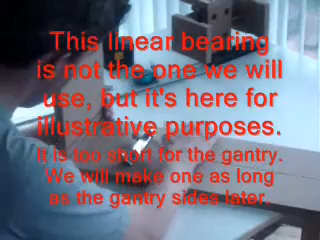 This linear bearing
is not the one we will
use, but it's here for
illustrative purposes.
It is too short for the gantry.
We will make one as long
as the gantry sides later.